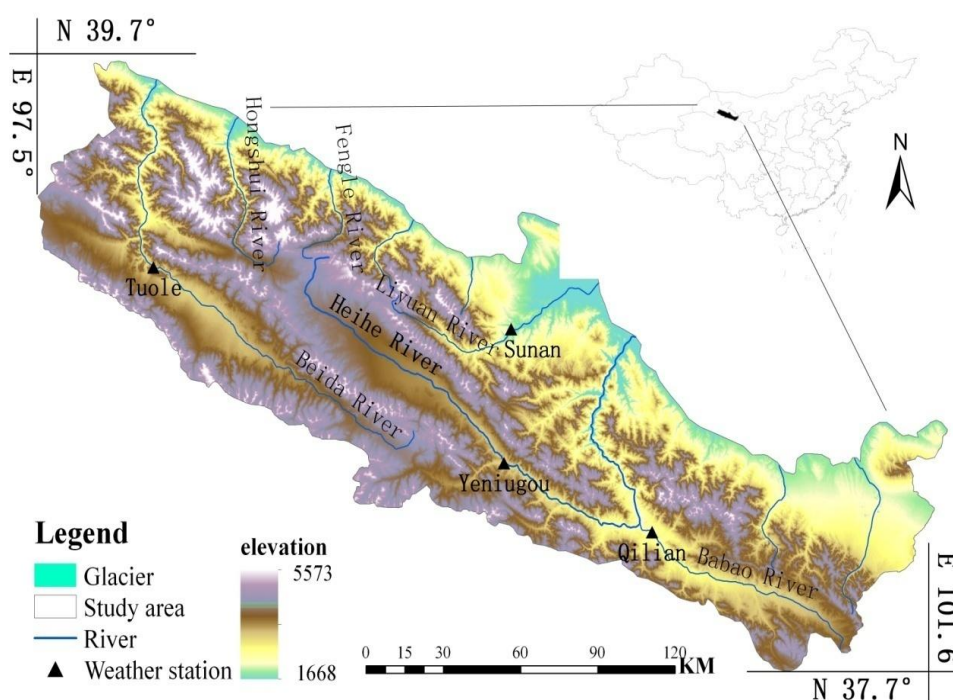 N 39.7°
E 97.5°
N
Hongshui River
Fengle River
Tuole
Liyuan River
Sunan
Heihe River
Beida River
Yeniugou
Qilian
Babao River
Legend
Glacier
Study area
River
Weather station
elevation
5573
1668
0 15 30 60 90 120
KM
E 101.6
N 37.7°